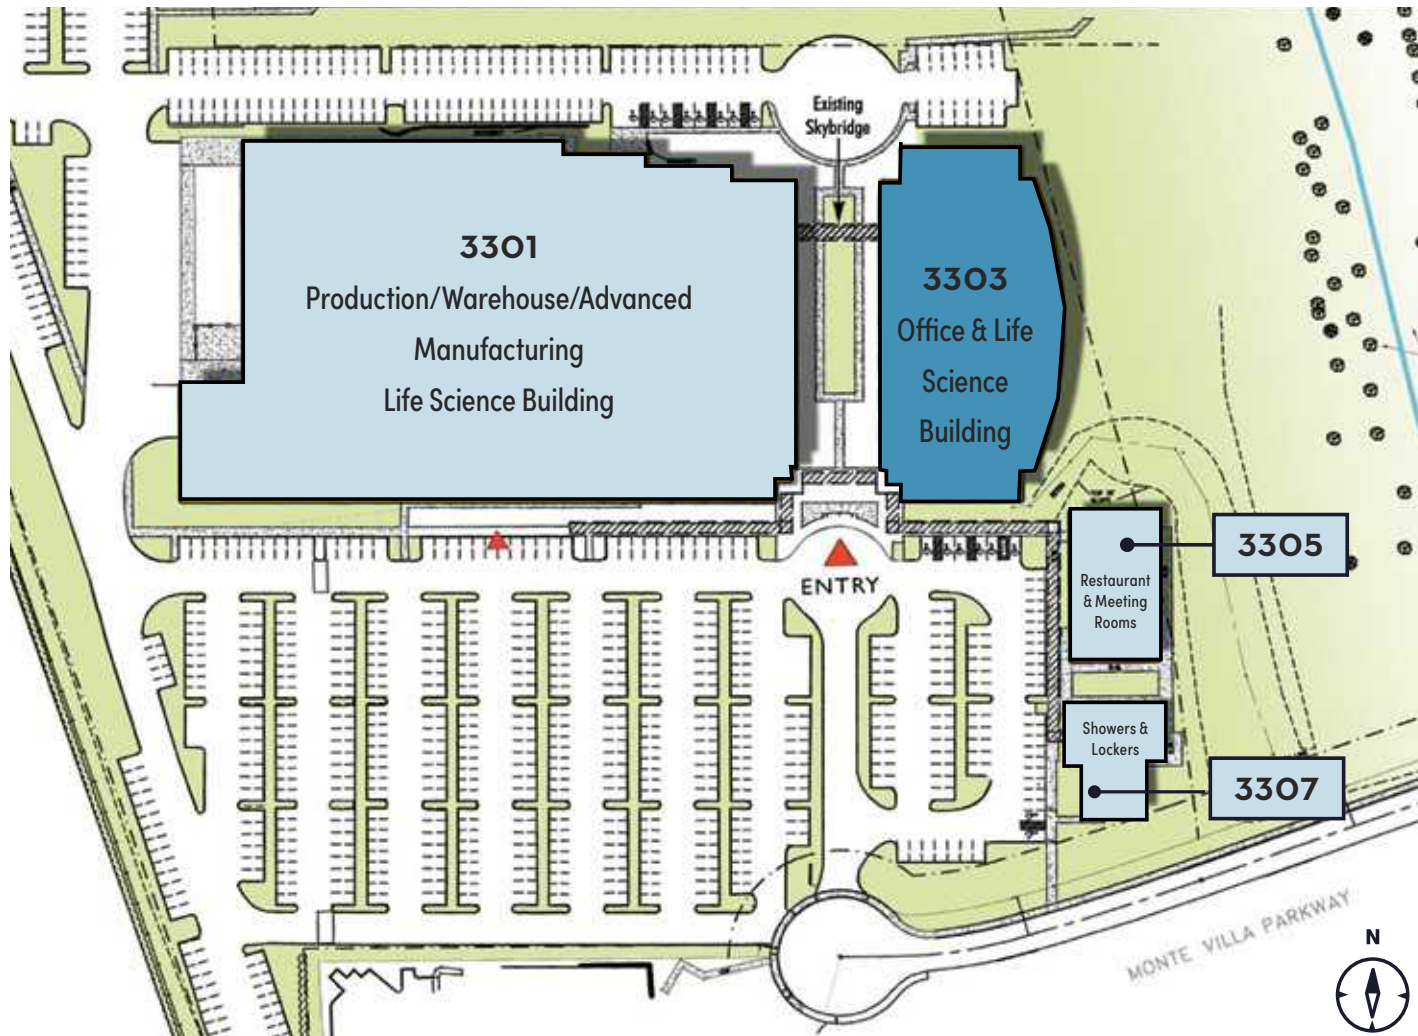 Existing
Skybridge
3301
Production/Warehouse/Advanced
Manufacturing
Life Science Building
3303
Office & Life
Science
Building
ENTRY
3305
Restaurant
& Meeting
Rooms
Showers &
Lockers
3307
MONTE VILLA PARKWAY
N